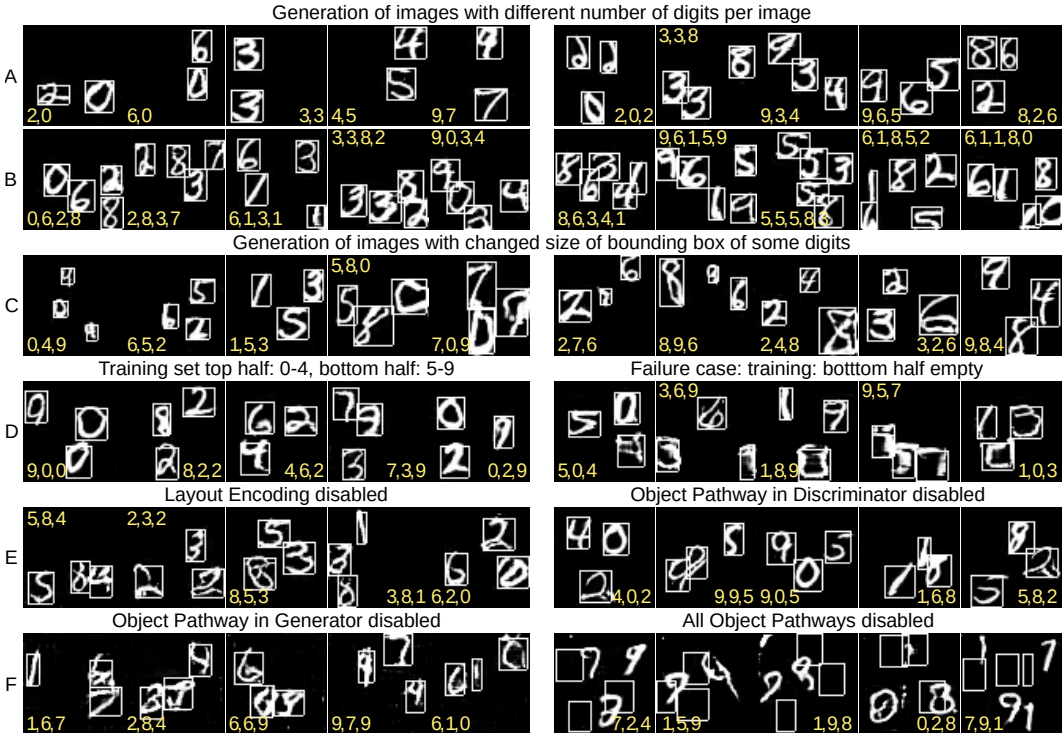 Generation of images with different number of digits per image
3,3,8
A
2,0 6,0 3,3 4,5 9,7 2,0,2 9,3,4 9,6,5 8,2,6
3,3,8,2 9,0,3,4 9,6,1,5,9 6,1,8,5,2 6,1,1,8,0
B
0,6,2,8 2,8,3,7 6,1,3,1 8,6,3,4,1 5,5,5,8,3
Generation of images with changed size of bounding box of some digits
5,8,0
C
0,4,9 6,5,2 1,5,3 7,0,9 2,7,6 8,9,6 2,4,8 3,2,6 9,8,4
Training set top half: 0-4, bottom half: 5-9 Failure case: training: botttom half empty
3,6,9 9,5,7
D
9,0,0 8,2,2 4,6,2 7,3,9 0,2,9 5,0,4 1,8,9 1,0,3
Layout Encoding disabled Object Pathway in Discriminator disabled
5,8,4 2,3,2
E
8,5,3 3,8,1 6,2,0 4,0,2 9,9,5 9,0,5 1,6,8 5,8,2
Object Pathway in Generator disabled All Object Pathways disabled
F
1,6,7 2,8,4 6,6,9 9,7,9 6,1,0 7,2,4 1,5,9 1,9,8 0,2,8 7,9,1